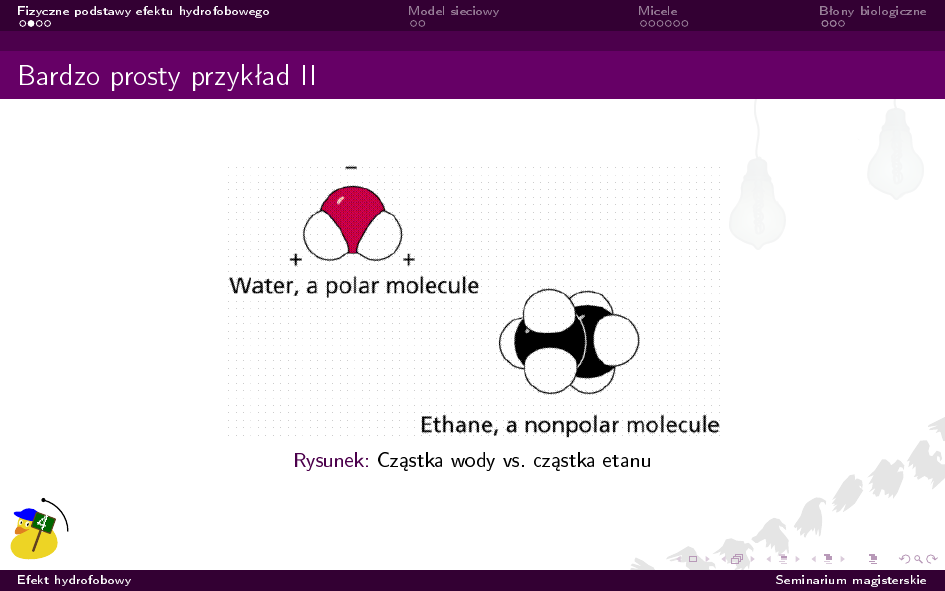 Fizyczne podstawy efektu hydrofobowego
Model sieciowy
Micele
Błony biologiczne
Bardzo prosty przykład II
−
+ +
Water, a polar molecule
Ethane, a nonpolar molecule
Rysunek: Cząstka wody vs. cząstka etanu
4
Efekt hydrofobowy
Seminarium magisterskie